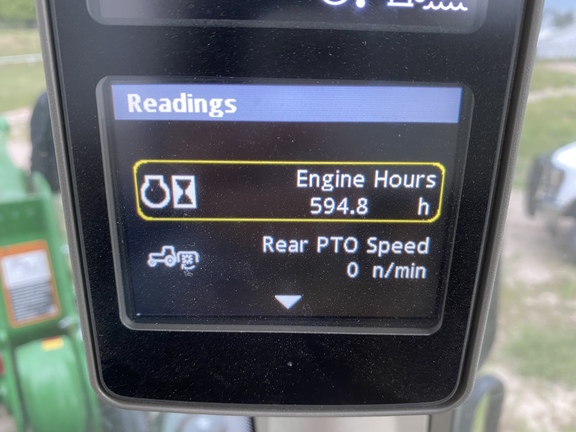 Readings
Engine Hours
594.8 h
Rear PTO Speed
0 n/min